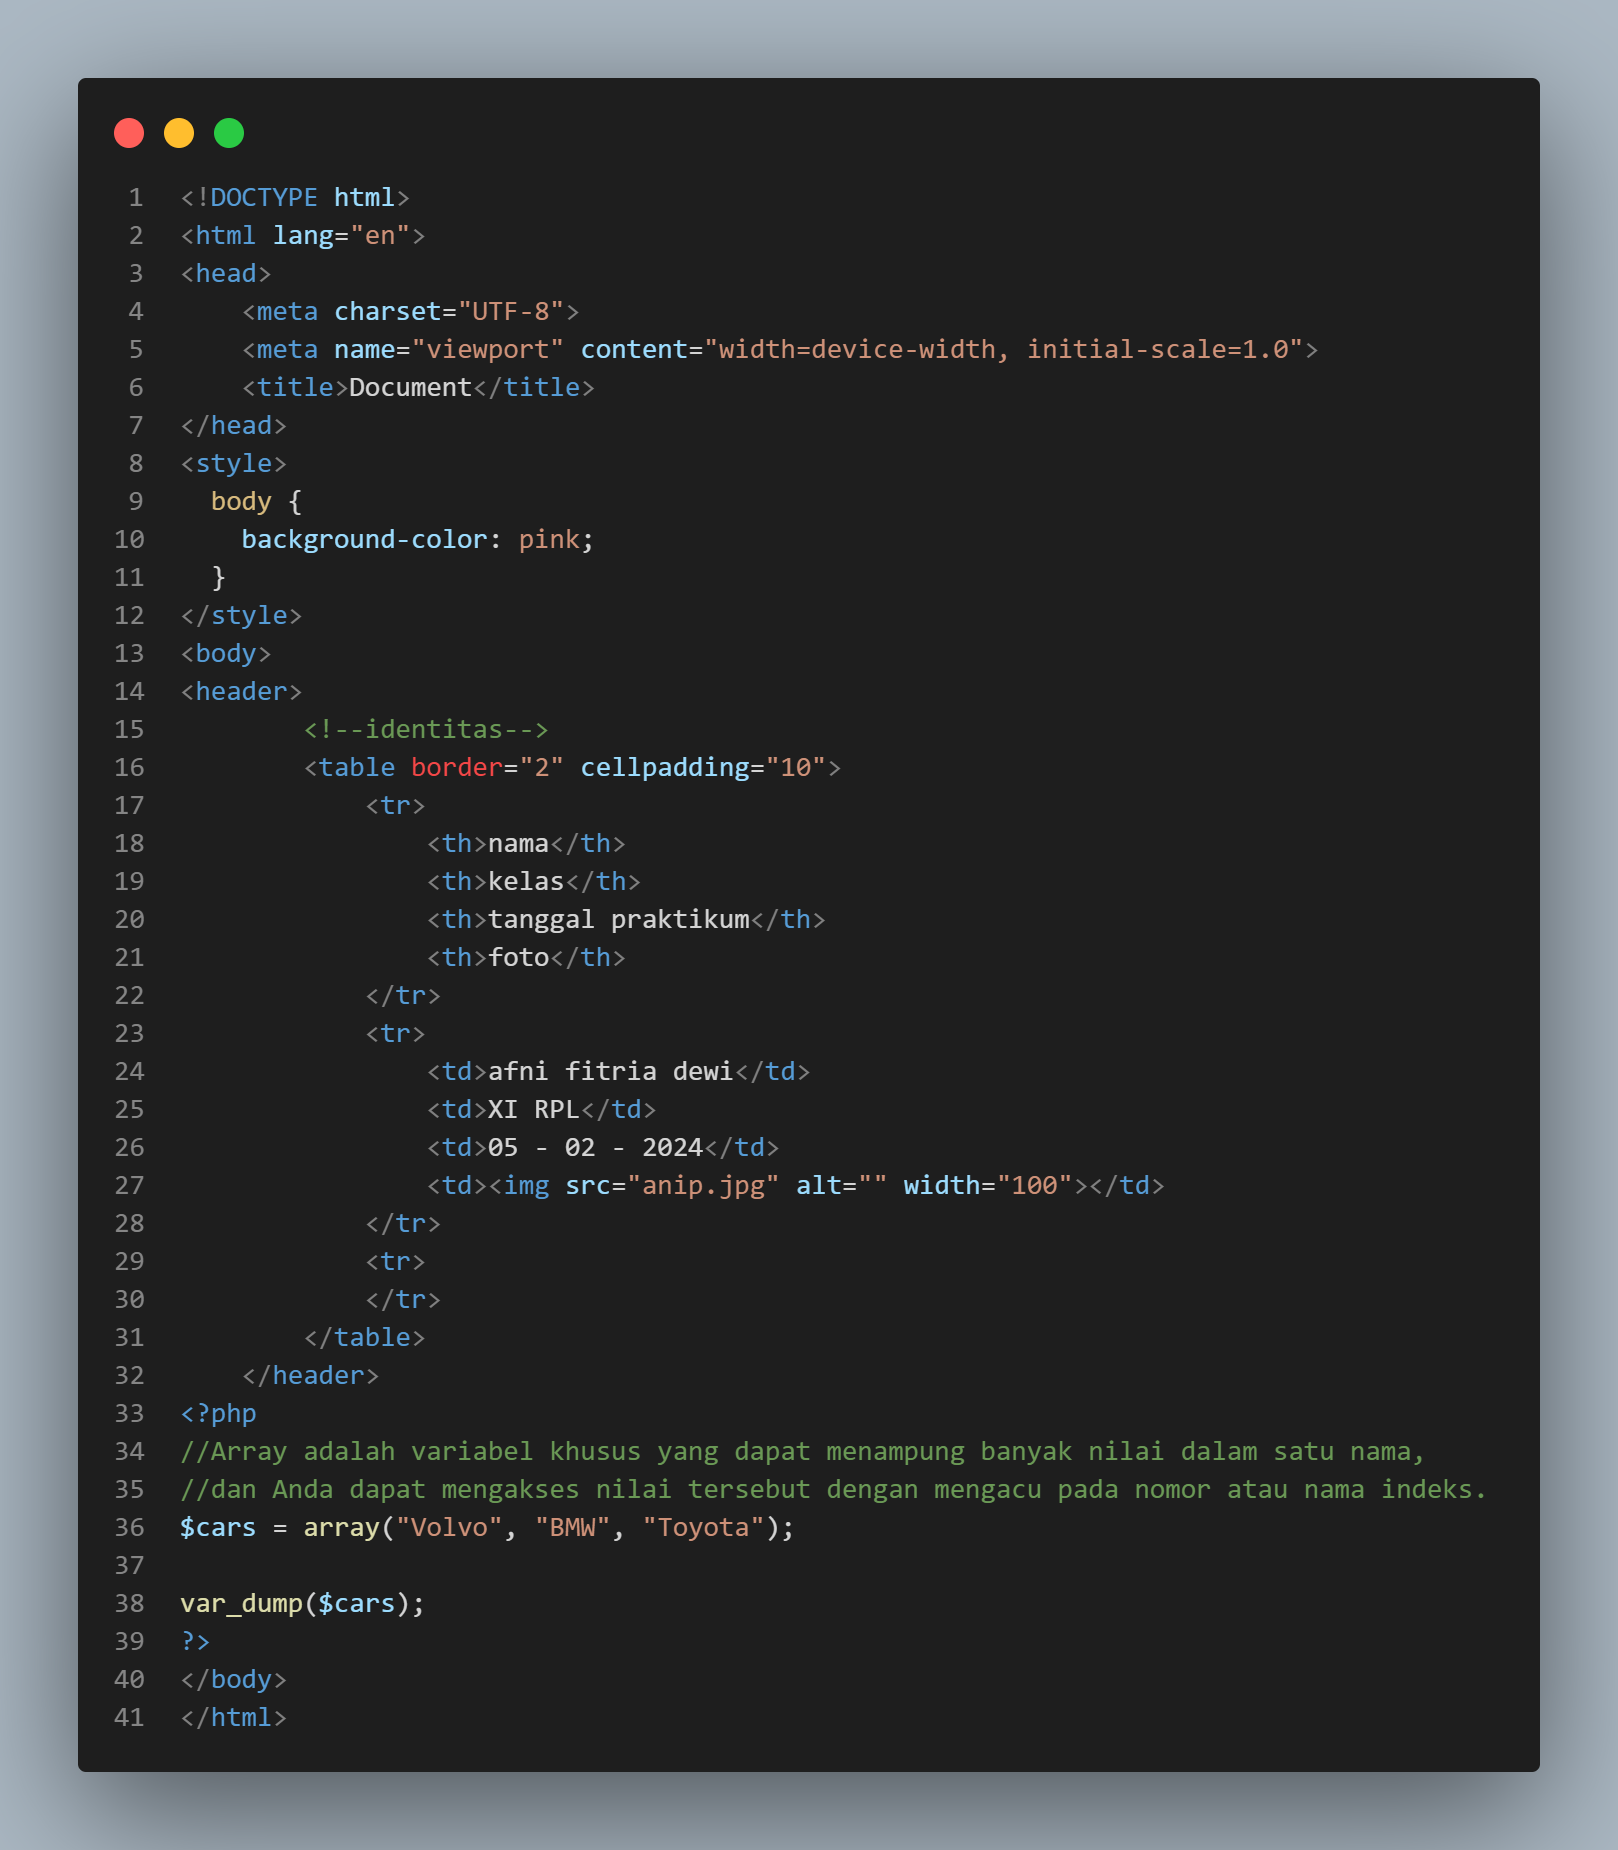 1 <!DOCTYPE html>
2 <html lang="en">
3 <head>
4     <meta charset="UTF-8">
5     <meta name="viewport" content="width=device-width, initial-scale=1.0">
6     <title>Document</title>
7 </head>
8 <style>
9   body {
10     background-color: pink;
11   }
12 </style>
13 <body>
14 <header>
15         <!--identitas-->
16         <table border="2" cellpadding="10">
17             <tr>
18                 <th>nama</th>
19                 <th>kelas</th>
20                 <th>tanggal praktikum</th>
21                 <th>foto</th>
22             </tr>
23             <tr>
24                 <td>afni fitria dewi</td>
25                 <td>XI RPL</td>
26                 <td>05 - 02 - 2024</td>
27                 <td><img src="anip.jpg" alt="" width="100"></td>
28             </tr>
29             <tr>
30             </tr>
31         </table>
32     </header>
33 <?php
34 //Array adalah variabel khusus yang dapat menampung banyak nilai dalam satu nama,
35 //dan Anda dapat mengakses nilai tersebut dengan mengacu pada nomor atau nama indeks.
36 $cars = array("Volvo", "BMW", "Toyota");
37
38 var_dump($cars);
39 ?>
40 </body>
41 </html>